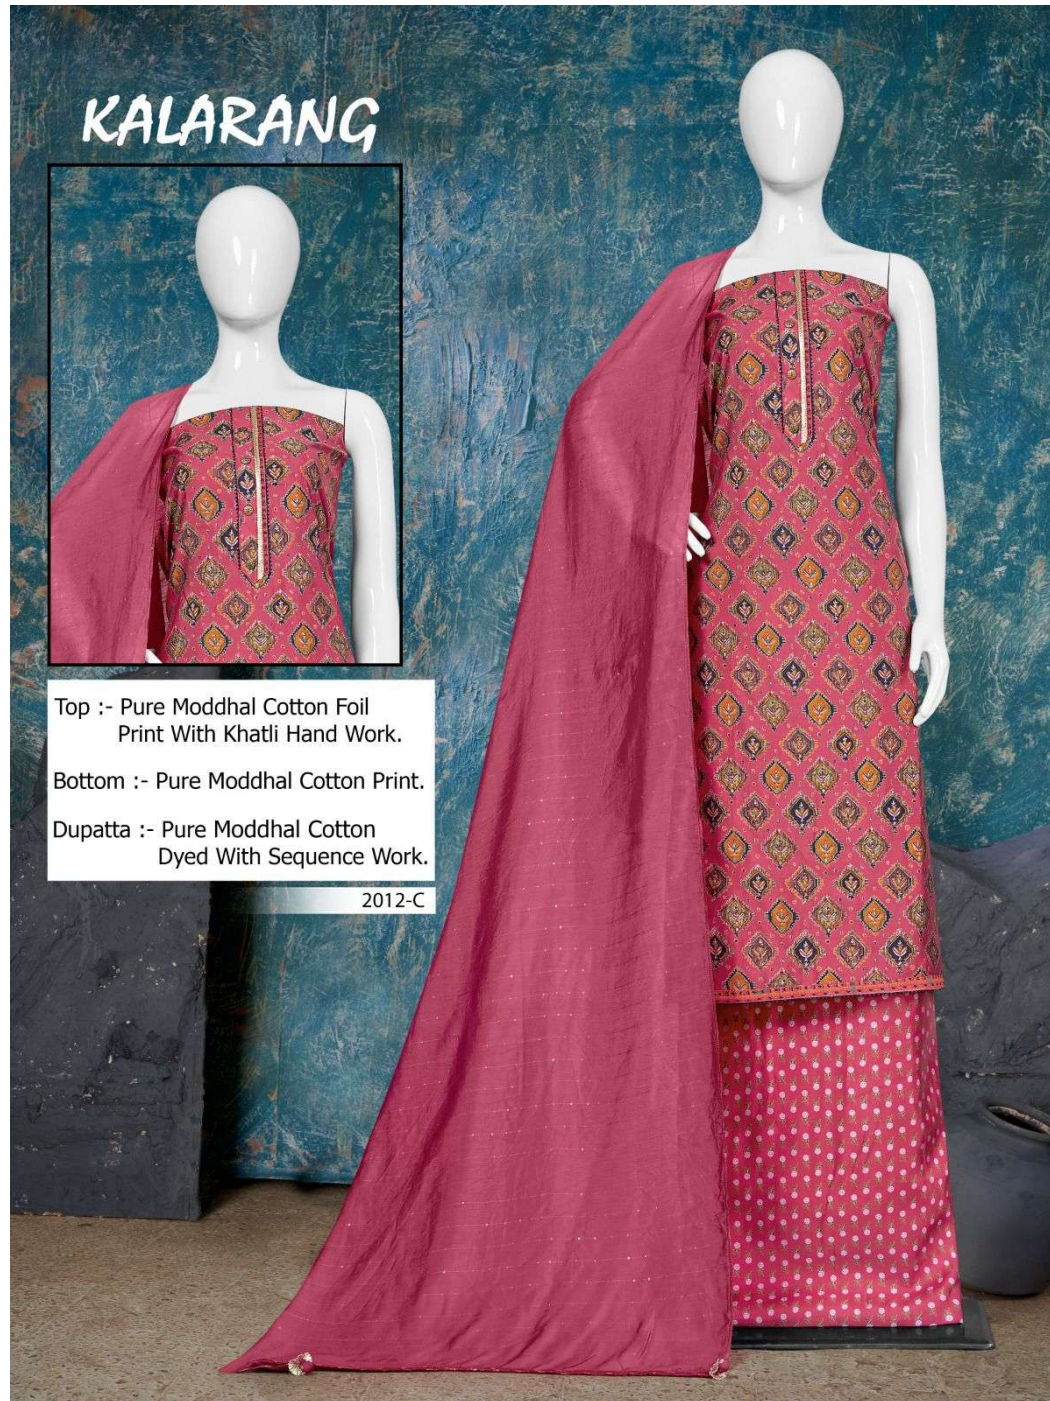 KALARANG
Top :- Pure Moddhal Cotton Foil
Print With Khatli Hand Work.
Bottom :- Pure Moddhal Cotton Print.
Dupatta :- Pure Moddhal Cotton
Dyed With Sequence Work.
2012-C